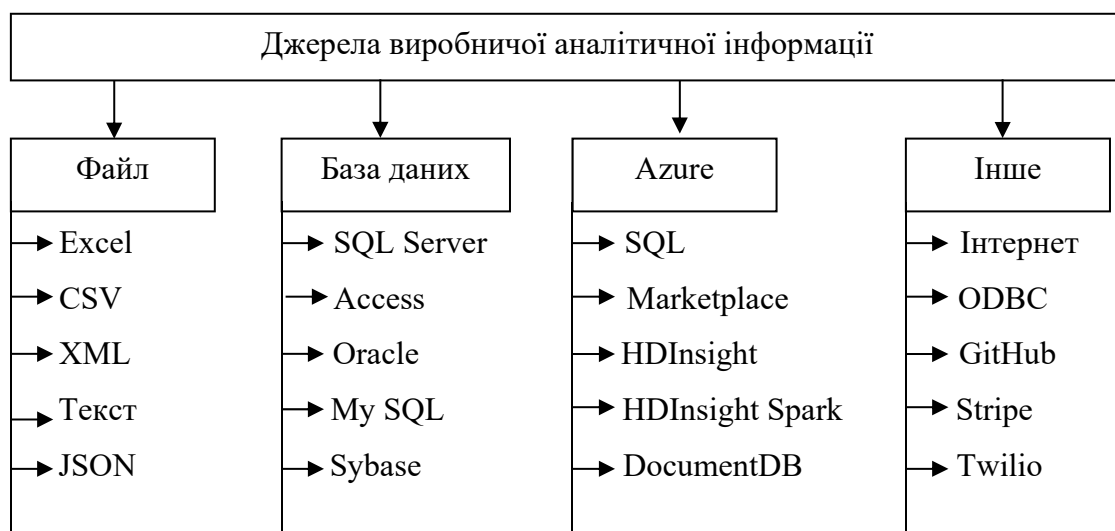 Джерела виробничої аналітичної інформації
Файл
Excel
CSV
XML
Текст
JSON
База даних
SQL Server
Access
Oracle
My SQL
Sybase
Azure
SQL
Marketplace
HDInsight
HDInsight Spark
DocumentDB
Інше
Інтернет
ODBC
GitHub
Stripe
Twilio